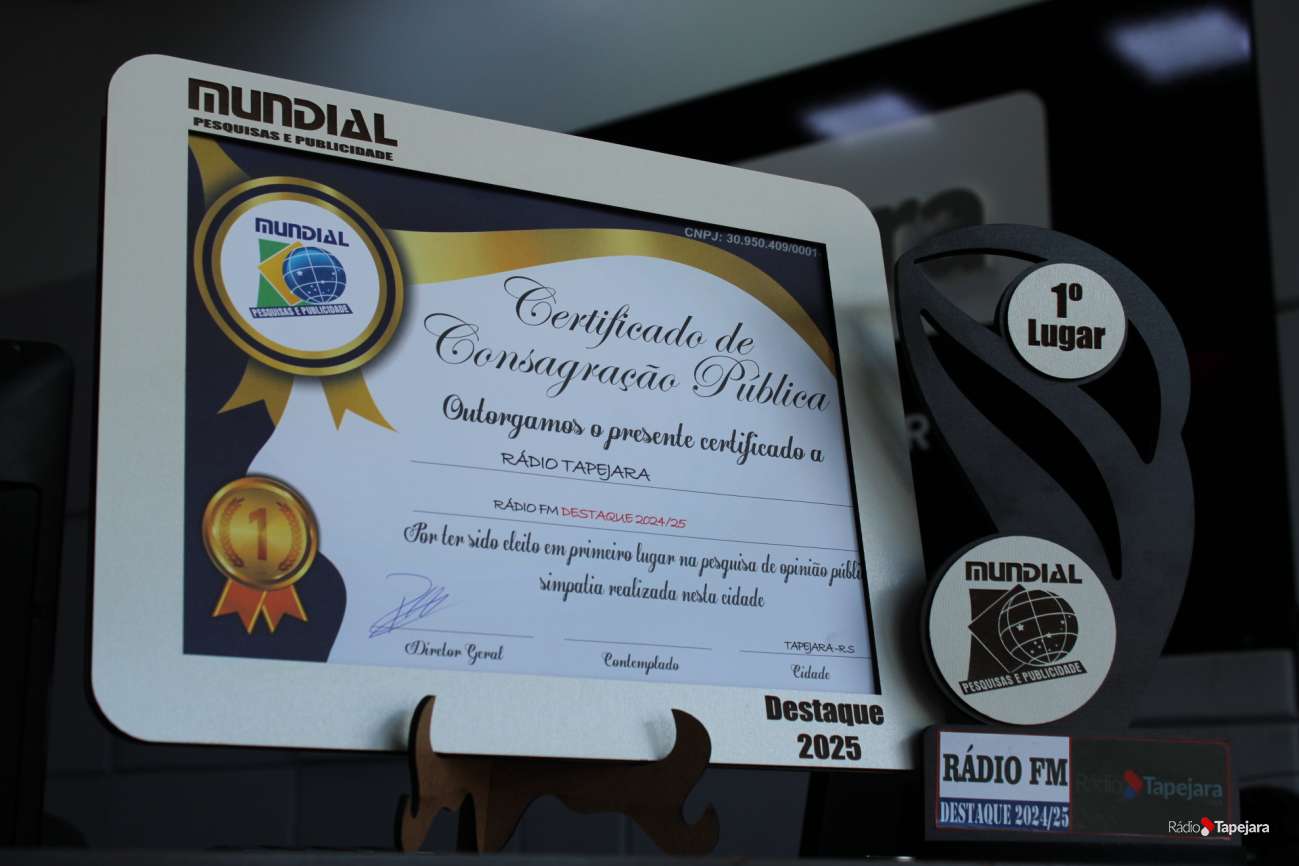 MUNDIAL
PESQUISAS E PUBLICIDADE
CNPJ: 30.950.409/0001
MUNDIAL
PESQUISAS E PUBLICIDADE
Certificado de
Consagração Pública
Outorgamos o presente certificado a
RÁDIO TAPEJARA
RÁDIO FM DESTAQUE 2024/25
Por ter sido eleito em primeiro lugar na pesquisa de opinião públi
simpatia realizada nesta cidade
1
TAPEJARA-RS
Diretor Geral
Contemplado
Cidade
Destaque
2025
1º
Lugar
MUNDIAL
PESQUISAS E PUBLICIDADE
RÁDIO FM
DESTAQUE 2024/25
Rádio Tapejara
ra
R
Rádio Tapejara